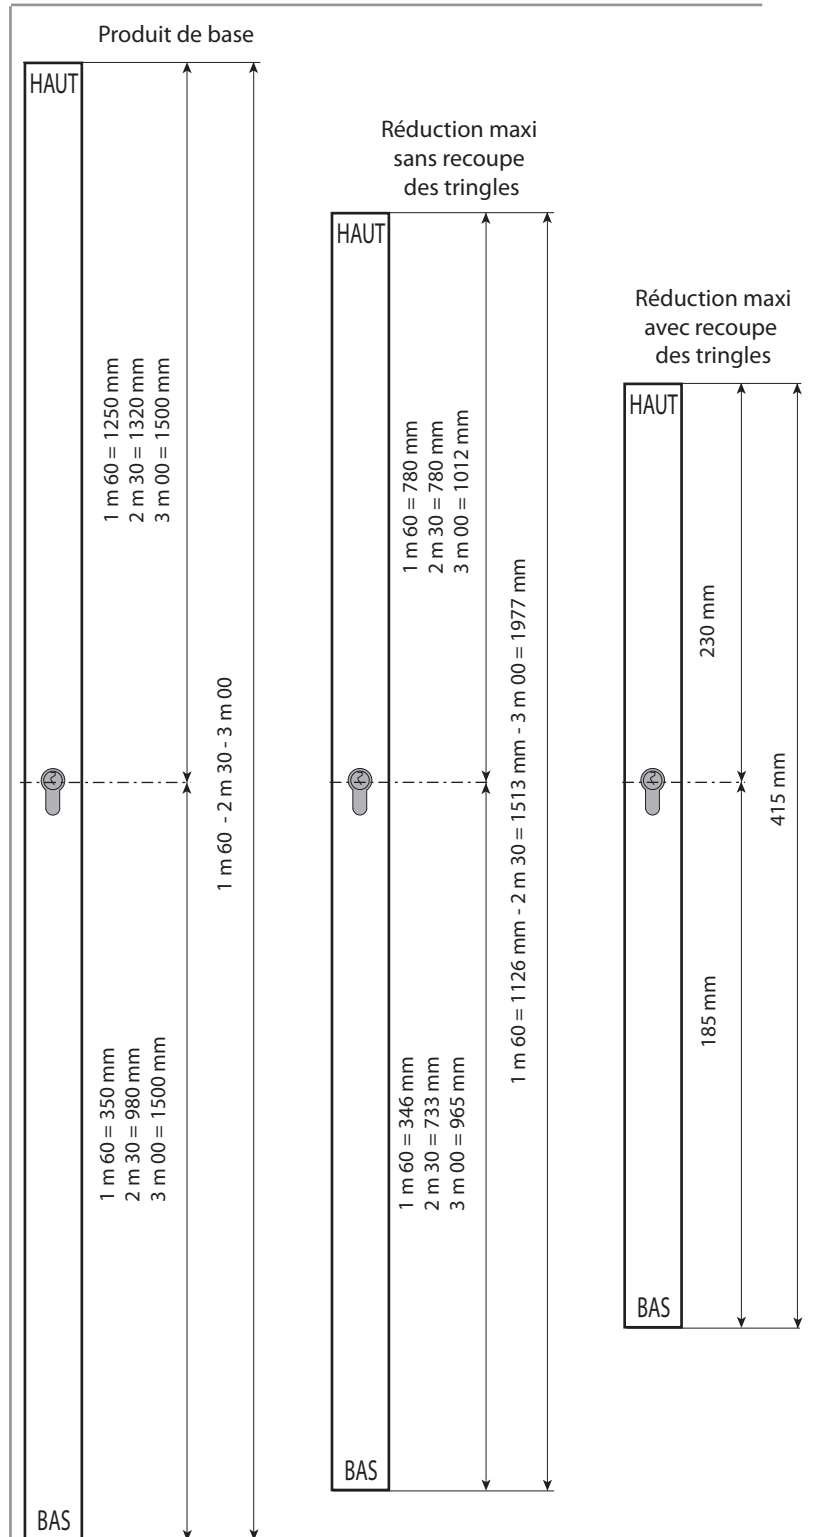 Produit de base
HAUT
1 m 60 = 1250 mm
2 m 30 = 1320 mm
3 m 00 = 1500 mm
1 m 60 - 2 m 30 - 3 m 00
1 m 60 = 350 mm
2 m 30 = 980 mm
3 m 00 = 1500 mm
BAS
Réduction maxi
sans recoupe
des tringles
HAUT
1 m 60 = 780 mm
2 m 30 = 780 mm
3 m 00 = 1012 mm
1 m 60 = 1126 mm - 2 m 30 = 1513 mm - 3 m 00 = 1977 mm
1 m 60 = 346 mm
2 m 30 = 733 mm
3 m 00 = 965 mm
BAS
Réduction maxi
avec recoupe
des tringles
HAUT
230 mm
415 mm
185 mm
BAS